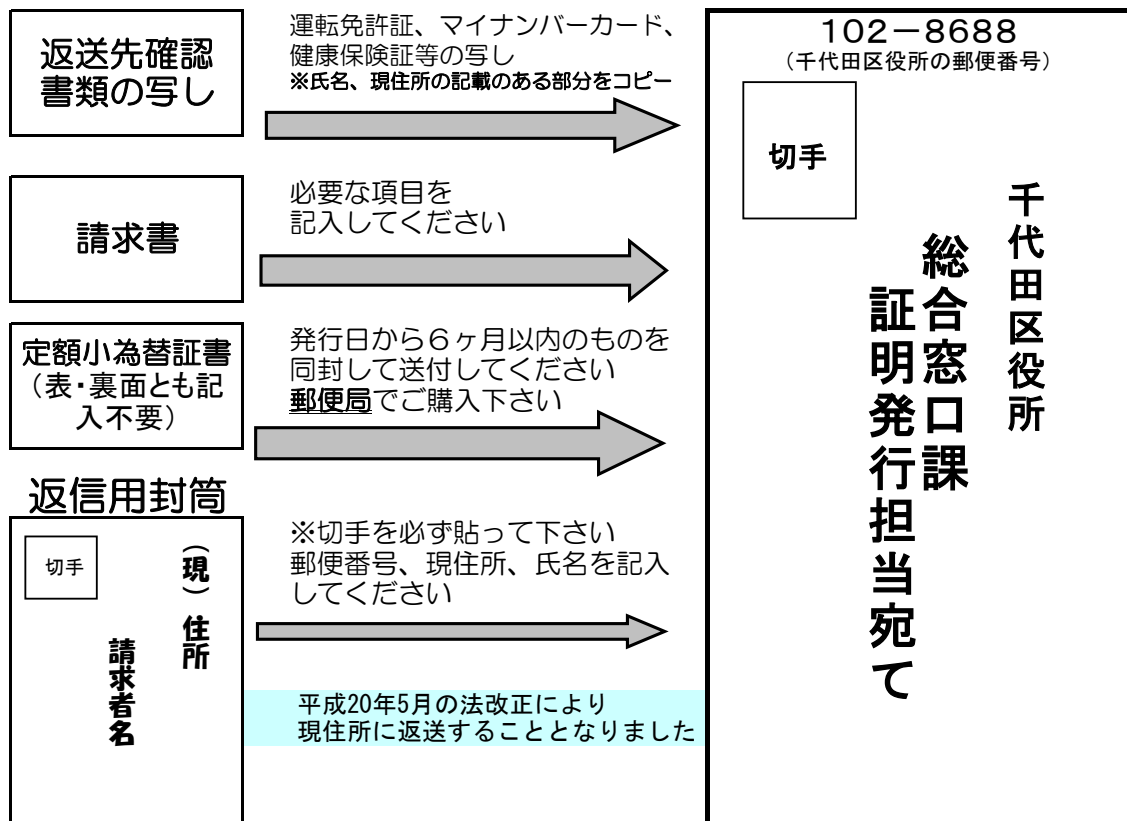 返送先確認
書類の写し
運転免許証、マイナンバーカード、
健康保険証等の写し
※氏名、現住所の記載のある部分をコピー
請求書
必要な項目を
記入してください
定額小為替証書
（表・裏面とも記
入不要）
発行日から６ヶ月以内のものを
同封して送付してください
郵便局でご購入下さい
返信用封筒
切手
（現）住所
請求者名
※切手を必ず貼って下さい
郵便番号、現住所、氏名を記入
してください
平成20年5月の法改正により
現住所に返送することとなりました
１０２－８６８８
（千代田区役所の郵便番号）
切手
千代田区役所
総合窓口課
証明発行担当宛て